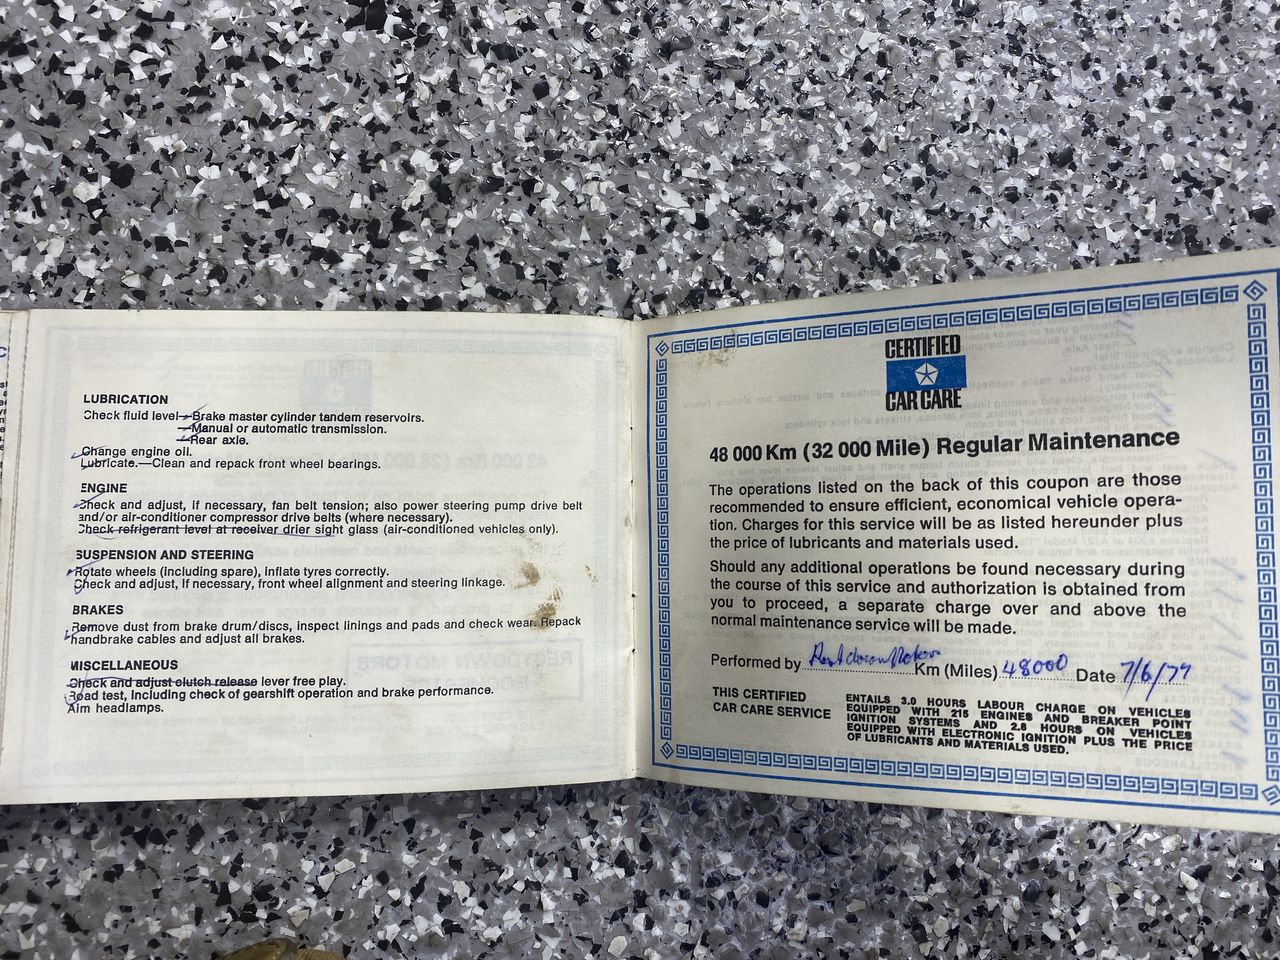 LUBRICATION
Check fluid level—Brake master cylinder tandem reservoirs.
—Manual or automatic transmission.
—Rear axle.
Change engine oil.
Lubricate.—Clean and repack front wheel bearings.
ENGINE
Check and adjust, if necessary, fan belt tension; also power steering pump drive belt
and/or air-conditioner compressor drive belts (where necessary).
Check refrigerant level at receiver drier sight glass (air-conditioned vehicles only).
SUSPENSION AND STEERING
Rotate wheels (including spare), inflate tyres correctly.
Check and adjust, if necessary, front wheel alignment and steering linkage.
BRAKES
Remove dust from brake drum/discs, inspect linings and pads and check wear. Repack
handbrake cables and adjust all brakes.
MISCELLANEOUS
Check and adjust clutch release lever free play.
Road test, including check of gearshift operation and brake performance.
Aim headlamps.
CERTIFIED
CAR CARE
48 000 Km (32 000 Mile) Regular Maintenance
The operations listed on the back of this coupon are those
recommended to ensure efficient, economical vehicle opera-
tion. Charges for this service will be as listed hereunder plus
the price of lubricants and materials used.
Should any additional operations be found necessary during
the course of this service and authorization is obtained from
you to proceed, a separate charge over and above the
normal maintenance service will be made.
Performed by Km (Miles) 48000 Date 7/6/79
THIS CERTIFIED
CAR CARE SERVICE
ENTAILS 3.0 HOURS LABOUR CHARGE ON VEHICLES
EQUIPPED WITH 215 ENGINES AND BREAKER POINT
IGNITION SYSTEMS AND 2.6 HOURS ON VEHICLES
EQUIPPED WITH ELECTRONIC IGNITION PLUS THE PRICE
OF LUBRICANTS AND MATERIALS USED.